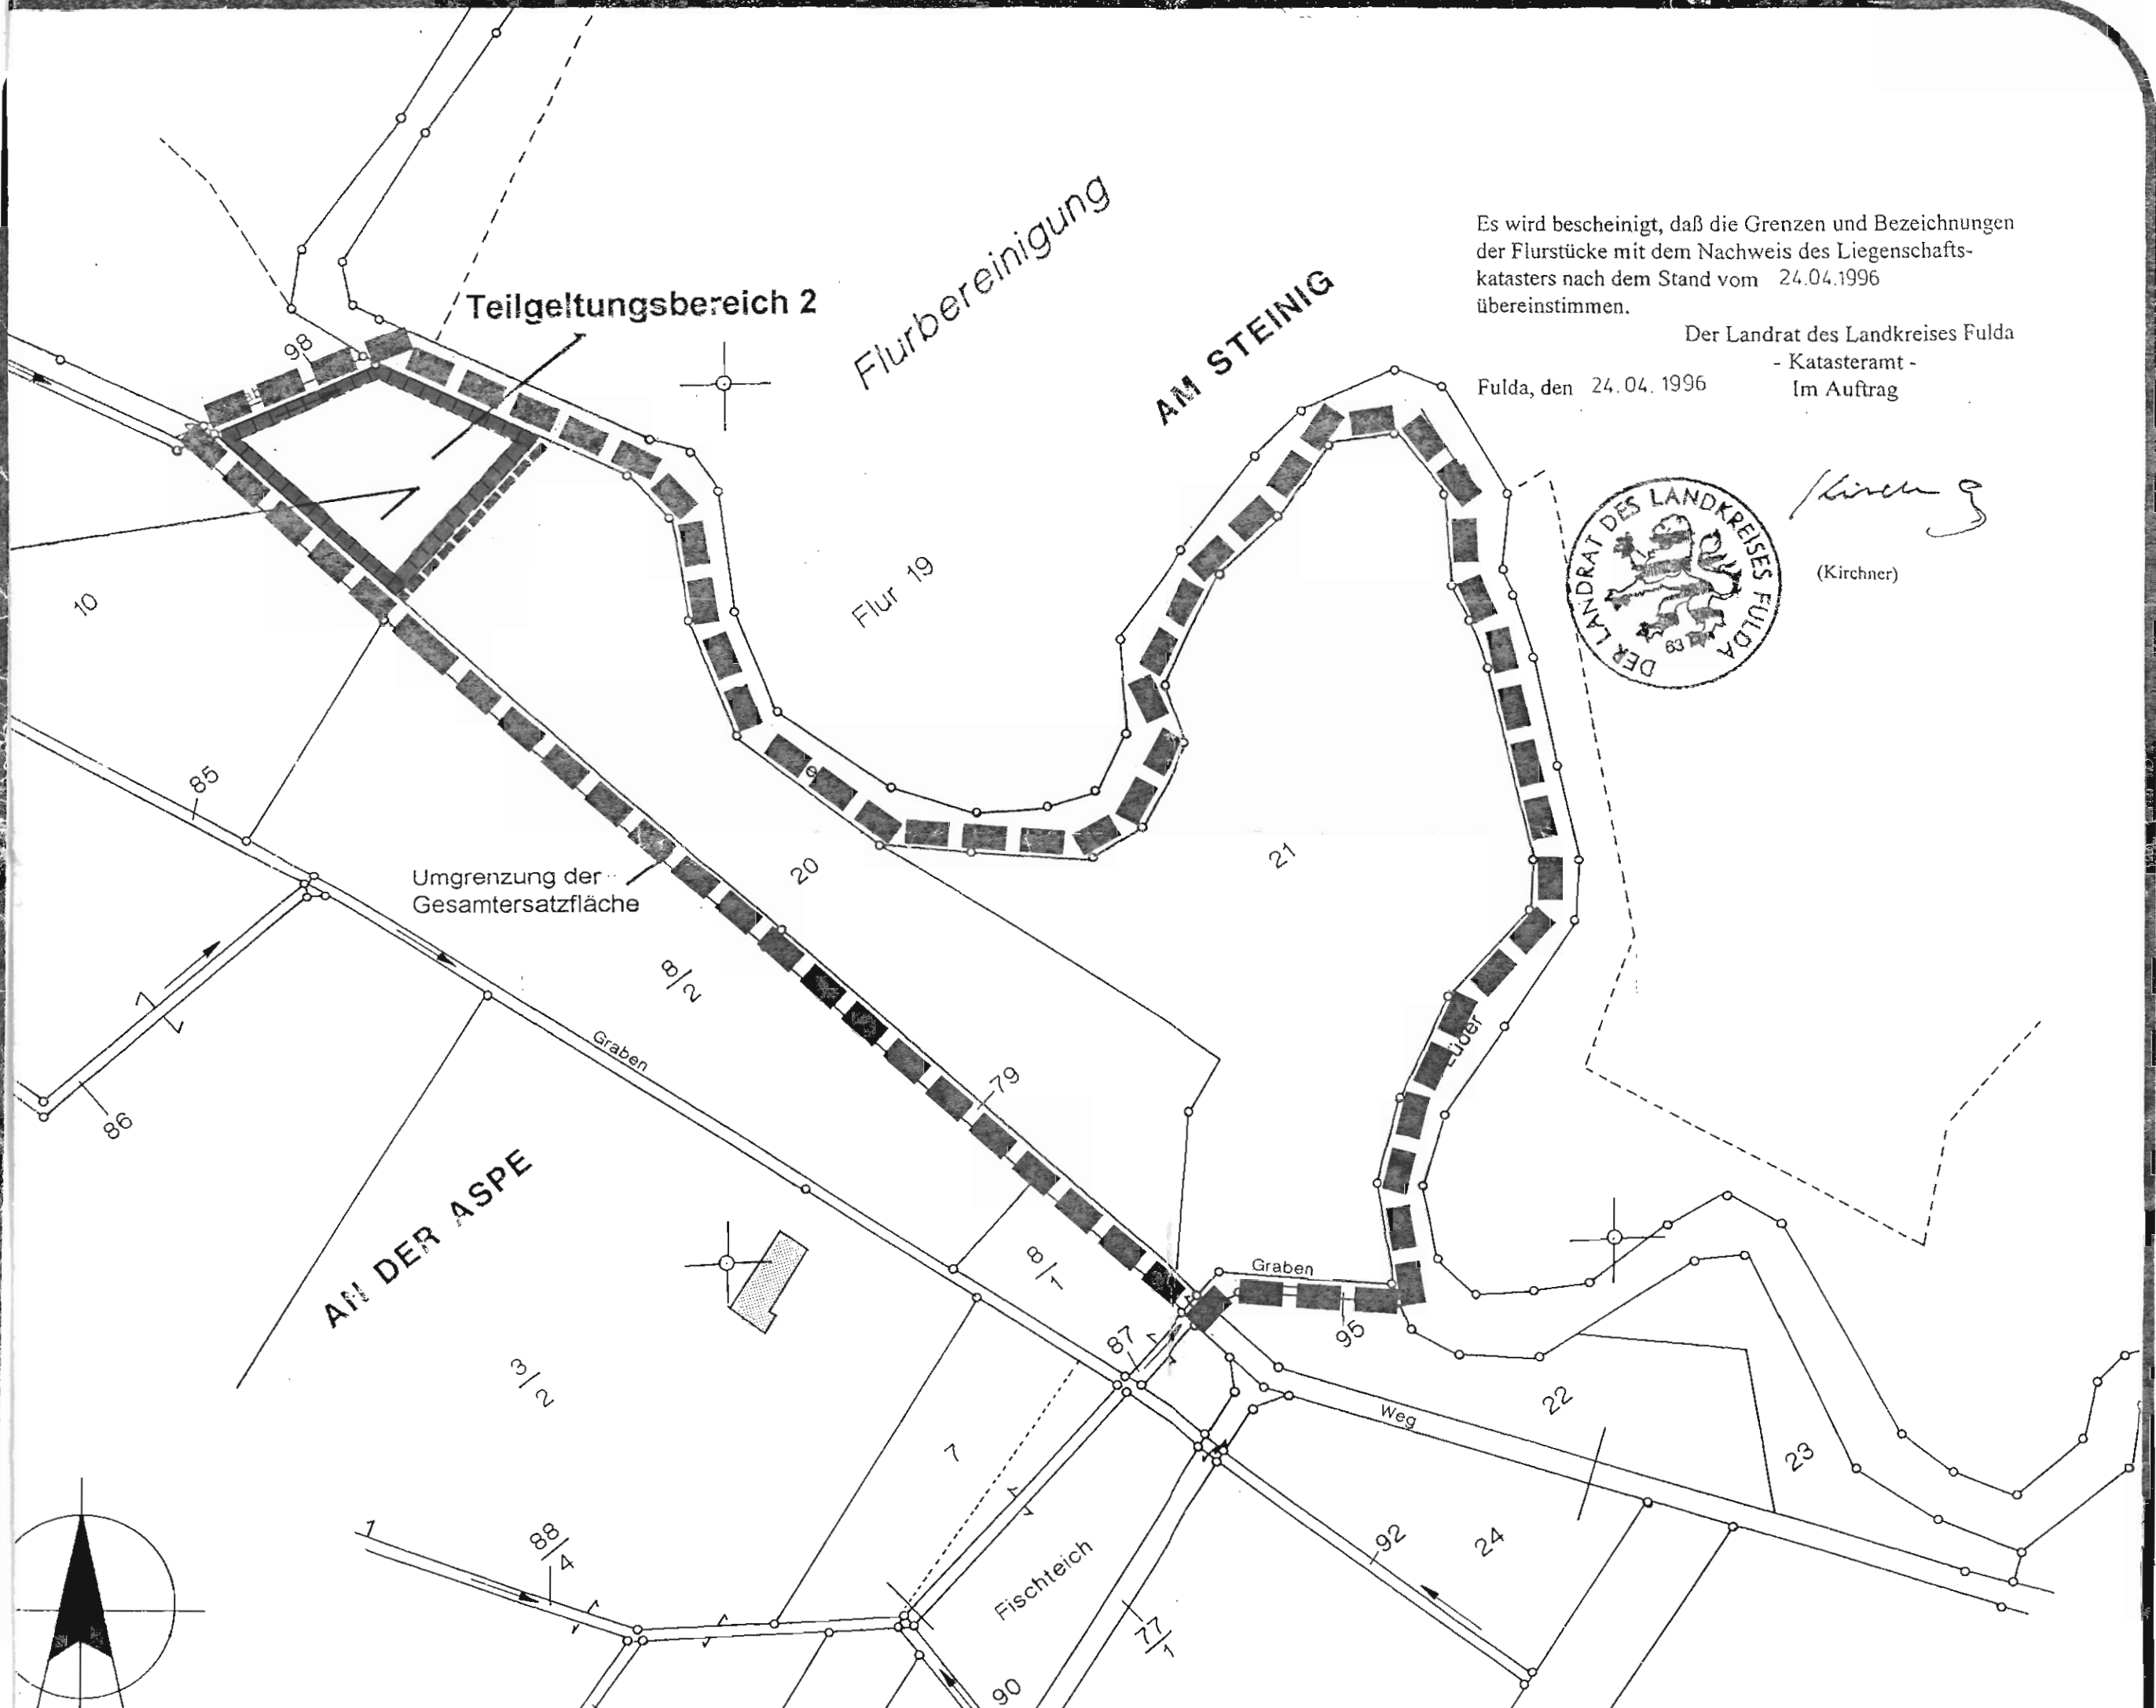 Es wird bescheinigt, daß die Grenzen und Bezeichnungen
der Flurstücke mit dem Nachweis des Liegenschafts-
katasters nach dem Stand vom 24.04.1996
übereinstimmen.
Der Landrat des Landkreises Fulda
- Katasteramt -
Im Auftrag
Fulda, den 24.04.1996
(Kirchner)
DER LANDRAT DES LANDKREISES FULDA
63
Flurbereinigung
AM STEINIG
Teilgeltungsbereich 2
98
Flur 19
10
85
Umgrenzung der
Gesamtersatzfläche
20
21
8/2
Graben
79
86
AN DER ASPE
8/1
Graben
95
87
3/2
7
Weg
22
23
24
92
88/4
Fischteich
77/1
90